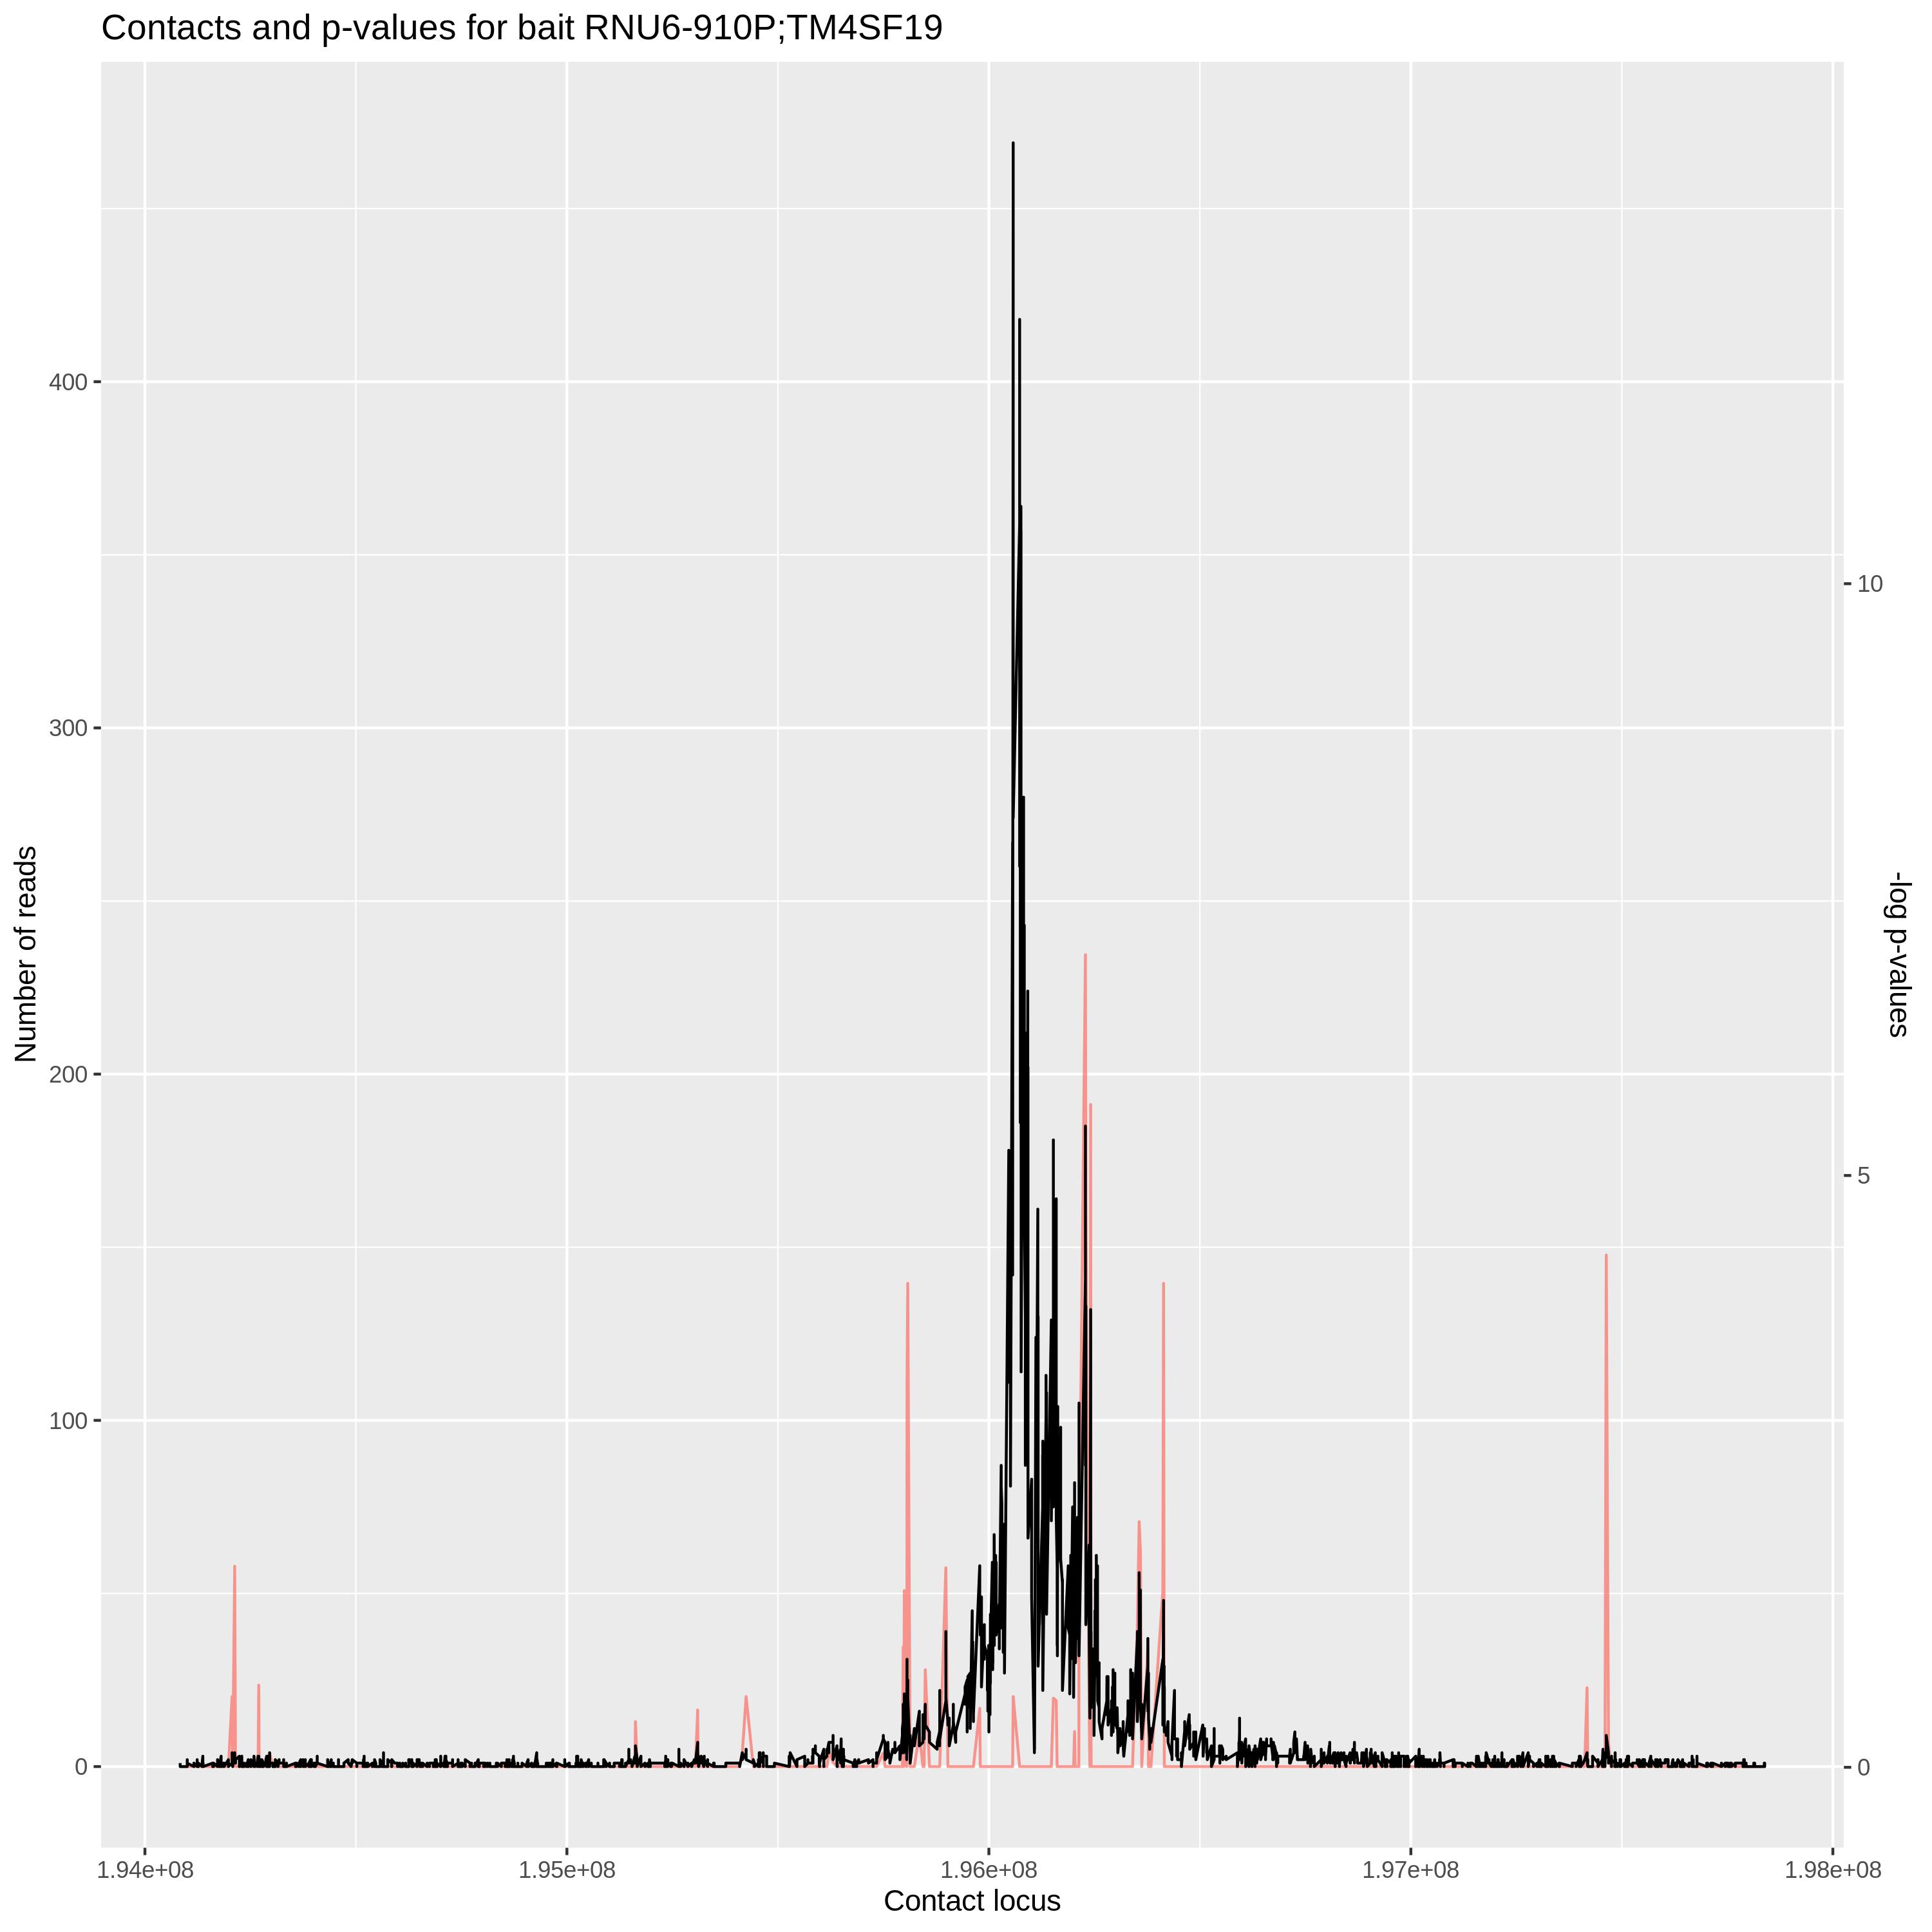 Contacts and p-values for bait RNU6-910P;TM4SF19
Number of reads
400
300
200
100
0
10
5
0
-log p-values
1.94e+08
1.95e+08
1.96e+08
1.97e+08
1.98e+08
Contact locus